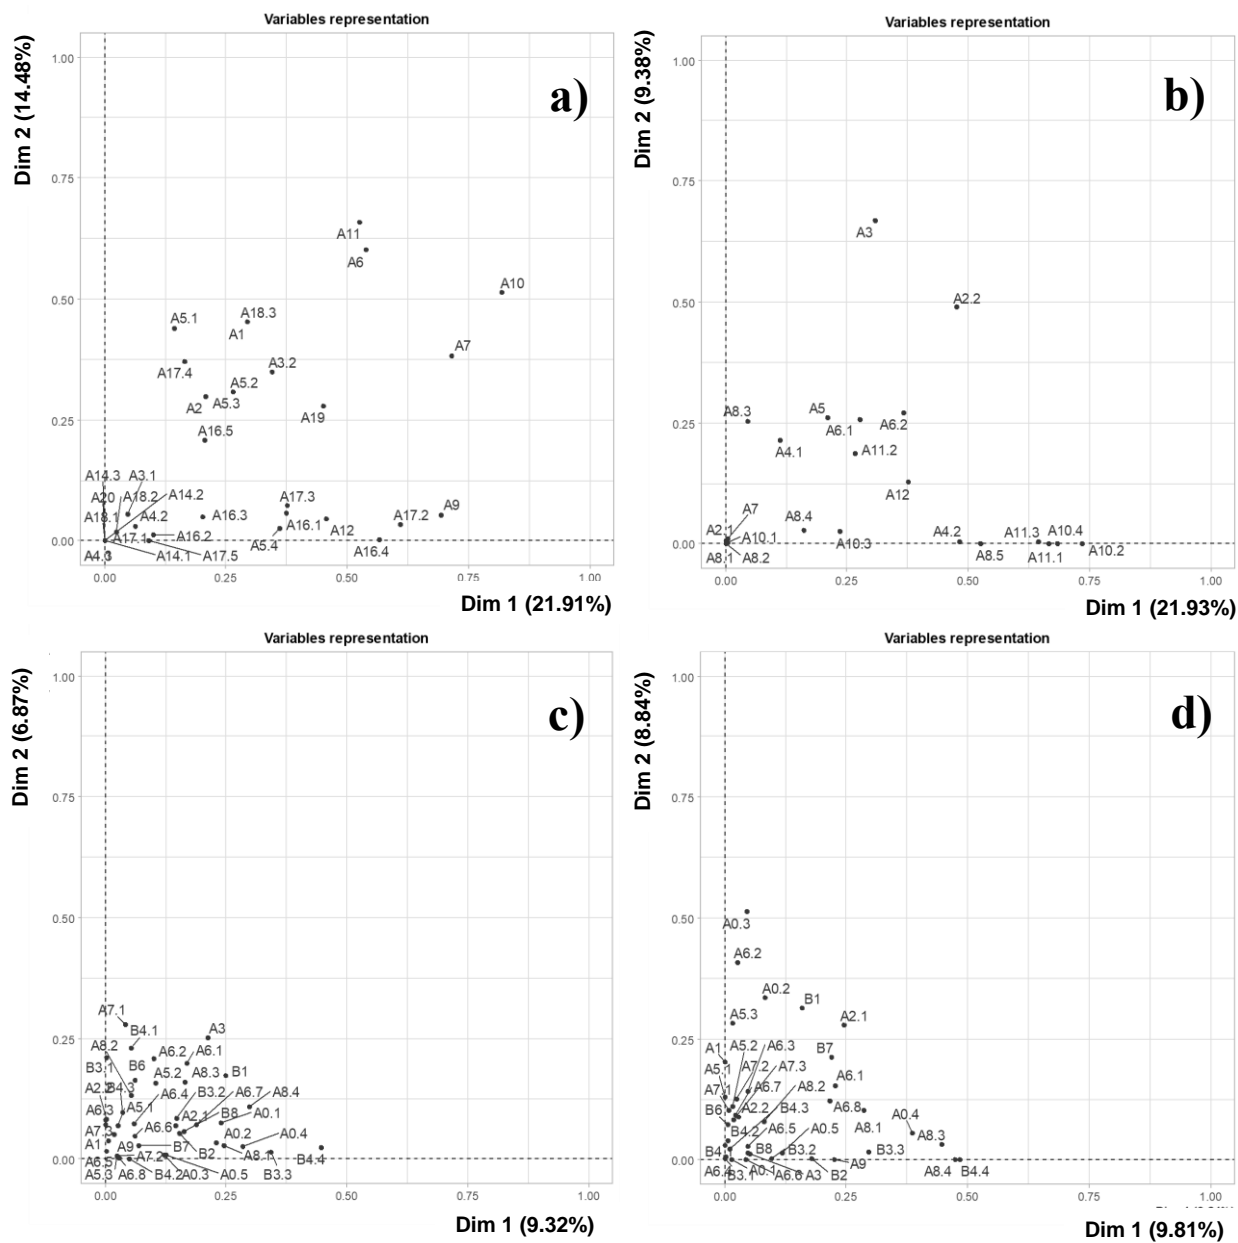 Variables representation
a)
Dim 2 (14.48%)
1.00
0.75
0.50
0.25
0.00
A11
A6
A10
A5.1
A18.3
A1
A7
A17.4
A3.2
A5.2
A2
A5.3
A19
A16.5
A14.3
A3.1
A20
A18.2
A14.2
A18.1
A4.2
A16.3
A17.3
A9
A17.1
A16.2
A16.1
A12
A17.2
A4.3
A14.1
A17.5
A5.4
A16.4
0.00
0.25
0.50
0.75
1.00
Dim 1 (21.91%)
Variables representation
b)
Dim 2 (9.38%)
1.00
0.75
0.50
0.25
0.00
A3
A2.2
A8.3
A5
A6.1
A6.2
A4.1
A11.2
A12
A7
A8.4
A2.1
A10.1
A10.3
A4.2
A11.3
A10.4
A8.1
A8.2
A8.5
A11.1
A10.2
0.00
0.25
0.50
0.75
1.00
Dim 1 (21.93%)
Variables representation
c)
Dim 2 (6.87%)
1.00
0.75
0.50
0.25
0.00
A7.1
B4.1
A3
A8.2
A6.2
A6.1
B3.1
B6
A5.2
A8.3
B1
A2.2
B4.3
A6.4
B3.2
A6.7
A8.4
A6.3
A5.1
A2.1
B8
A0.1
A7.3
A6.6
A0.2
A0.4
A1
A9
B7
B2
A8.1
B4.4
A6.5
A7.2
A5.3
A6.8
B4.2
A0.3
A0.5
B3.3
0.00
0.25
0.50
0.75
1.00
Dim 1 (9.32%)
Variables representation
d)
Dim 2 (8.84%)
1.00
0.75
0.50
0.25
0.00
A0.3
A6.2
A0.2
B1
A5.3
A2.1
A1
A5.2
A6.3
B7
A5.1
A7.2
A7.3
A6.1
A7.1
A6.7
A8.2
B6
A2.2
B4.3
A6.8
A0.4
B4.2
A6.5
A0.5
A8.1
A8.3
B4
B8
B3.2
B3.3
A9
A6.4
B3.1
A0.1
A6.6
A3
B2
A8.4
B4.4
0.00
0.25
0.50
0.75
1.00
Dim 1 (9.81%)